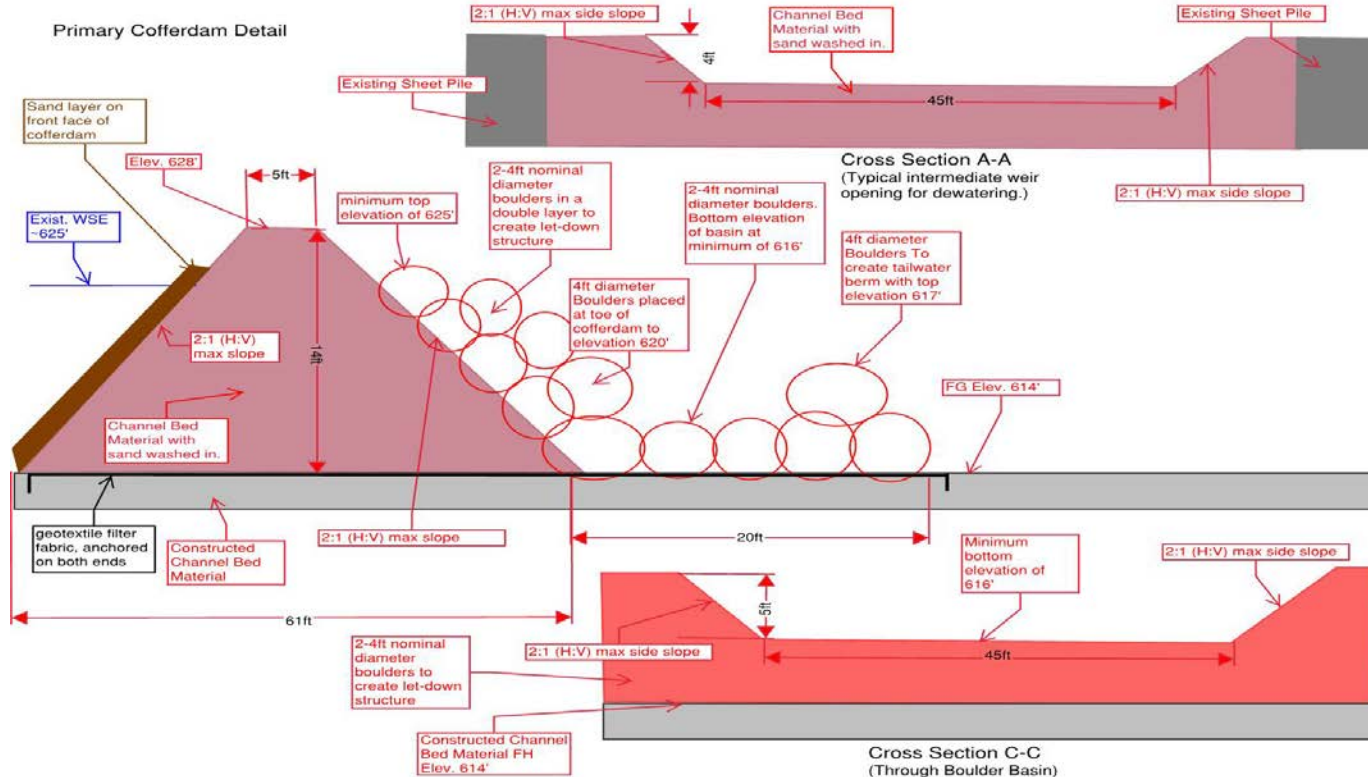 Primary Cofferdam Detail
2:1 (H:V) max side slope
Channel Bed
Material with
sand washed in.
Existing Sheet Pile
4ft
45ft
Existing Sheet Pile
Cross Section A-A
(Typical intermediate weir
opening for dewatering.)
2:1 (H:V) max side slope
Sand layer on
front face of
cofferdam
Elev. 628'
5ft
Exist. WSE
~625'
minimum top
elevation of 625'
2-4ft nominal
diameter
boulders in a
double layer to
create let-down
structure
2-4ft nominal
diameter boulders.
Bottom elevation
of basin at
minimum of 616'
4ft diameter
Boulders To
create tailwater
berm with top
elevation 617'
4ft diameter
Boulders placed
at toe of
cofferdam to
elevation 620'
2:1 (H:V)
max slope
14ft
FG Elev. 614'
Channel Bed
Material with
sand washed in.
geotextile filter
fabric, anchored
on both ends
Constructed
Channel Bed
Material
2:1 (H:V) max slope
20ft
61ft
Minimum
bottom
elevation of
616'
2:1 (H:V) max side slope
5ft
2:1 (H:V) max side slope
45ft
2-4ft nominal
diameter
boulders to
create let-down
structure
Constructed Channel
Bed Material FH
Elev. 614'
Cross Section C-C
(Through Boulder Basin)